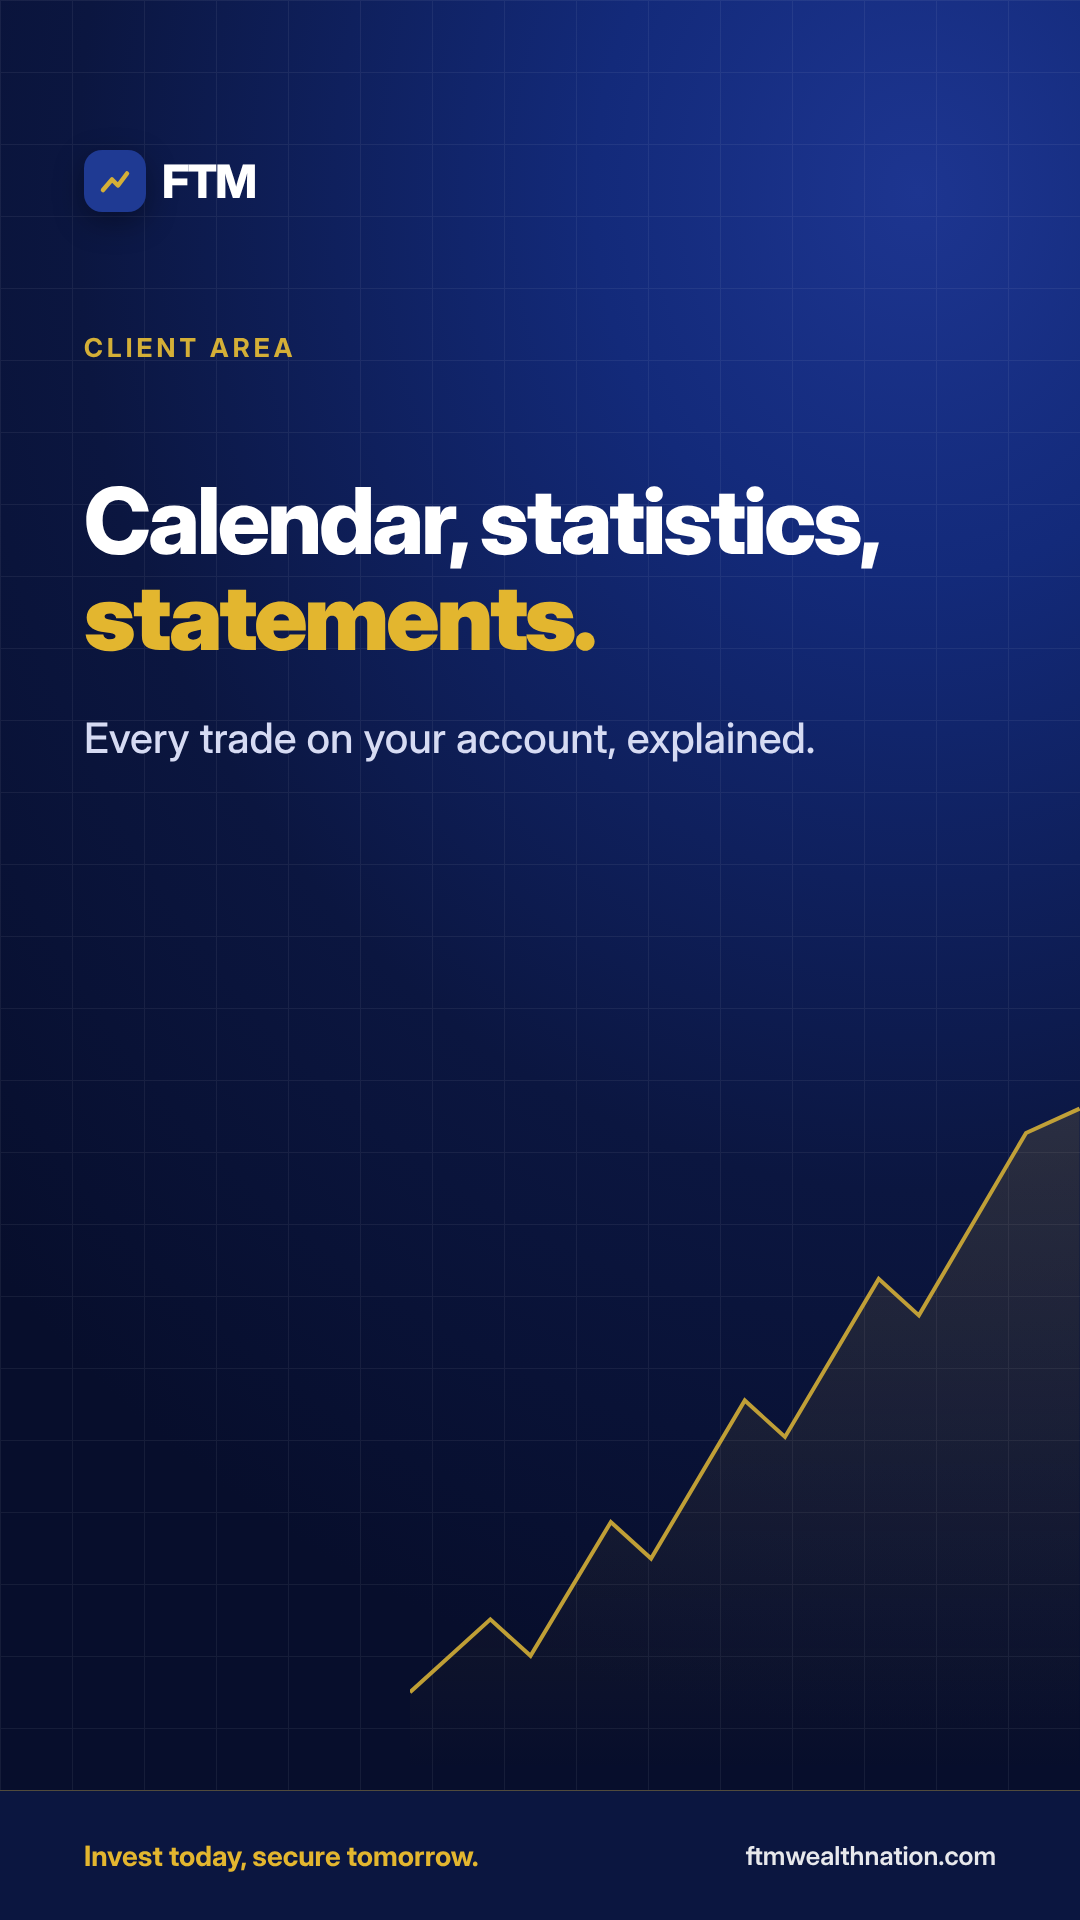 FTM
CLIENT AREA
Calendar, statistics,
statements.
Every trade on your account, explained.
Invest today, secure tomorrow.
ftmwealthnation.com